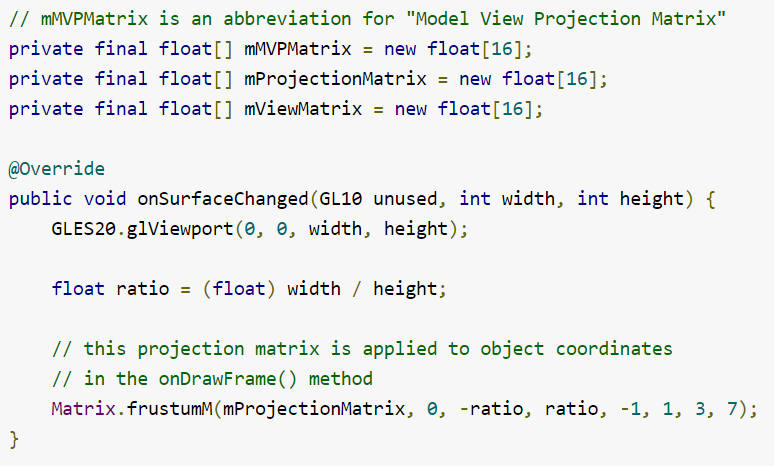 // mMVPMatrix is an abbreviation for "Model View Projection Matrix"
private final float[] mMVPMatrix = new float[16];
private final float[] mProjectionMatrix = new float[16];
private final float[] mViewMatrix = new float[16];

@Override
public void onSurfaceChanged(GL10 unused, int width, int height) {
    GLES20.glViewport(0, 0, width, height);

    float ratio = (float) width / height;

    // this projection matrix is applied to object coordinates
    // in the onDrawFrame() method
    Matrix.frustumM(mProjectionMatrix, 0, -ratio, ratio, -1, 1, 3, 7);
}